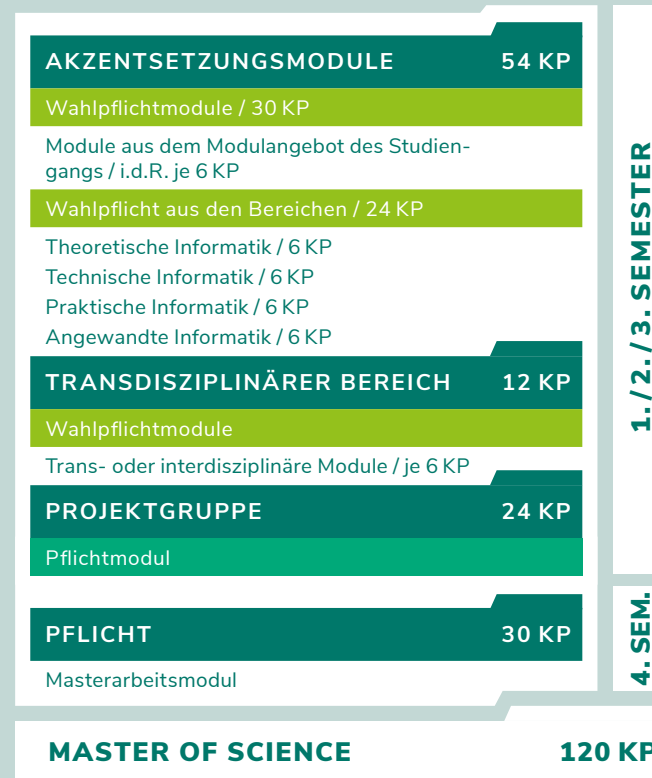 AKZENTSETZUNGSMODULE 54 KP
Wahlpflichtmodule / 30 KP
Module aus dem Modulangebot des Studien-
gangs / i.d.R. je 6 KP
Wahlpflicht aus den Bereichen / 24 KP
Theoretische Informatik / 6 KP
Technische Informatik / 6 KP
Praktische Informatik / 6 KP
Angewandte Informatik / 6 KP
TRANSDISZIPLINÄRER BEREICH 12 KP
Wahlpflichtmodule
Trans- oder interdisziplinäre Module / je 6 KP
PROJEKTGRUPPE 24 KP
Pflichtmodul
1. / 2. / 3. SEMESTER
PFLICHT 30 KP
Masterarbeitsmodul
4. SEM.
MASTER OF SCIENCE 120 KP